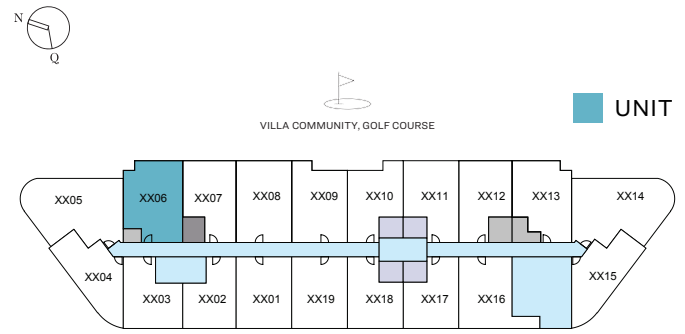 N
Q
UNIT
VILLA COMMUNITY, GOLF COURSE
XX05
XX06
XX07
XX08
XX09
XX10
XX11
XX12
XX13
XX14
XX04
XX03
XX02
XX01
XX19
XX18
XX17
XX16
XX15